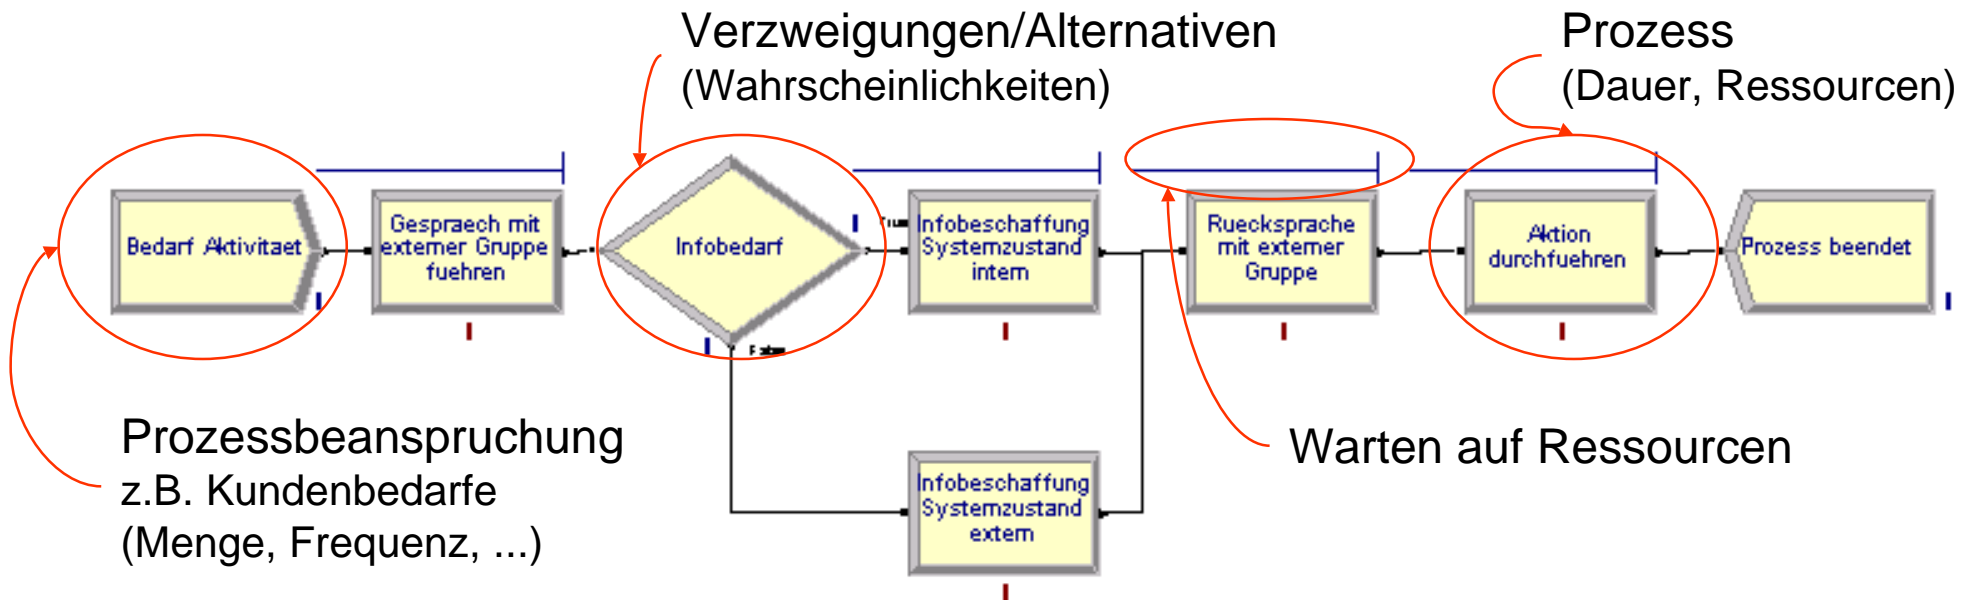 Verzweigungen/Alternativen
(Wahrscheinlichkeiten)
Prozess
(Dauer, Ressourcen)
Bedarf Aktivitaet
Gespraech mit
externer Gruppe
fuehren
Infobedarf
Infobeschaffung
Systemzustand
intern
Ruecksprache
mit externer
Gruppe
Aktion
durchfuehren
Prozess beendet
Prozessbeanspruchung
z.B. Kundenbedarfe
(Menge, Frequenz, ...)
Infobeschaffung
Systemzustand
extern
Warten auf Ressourcen